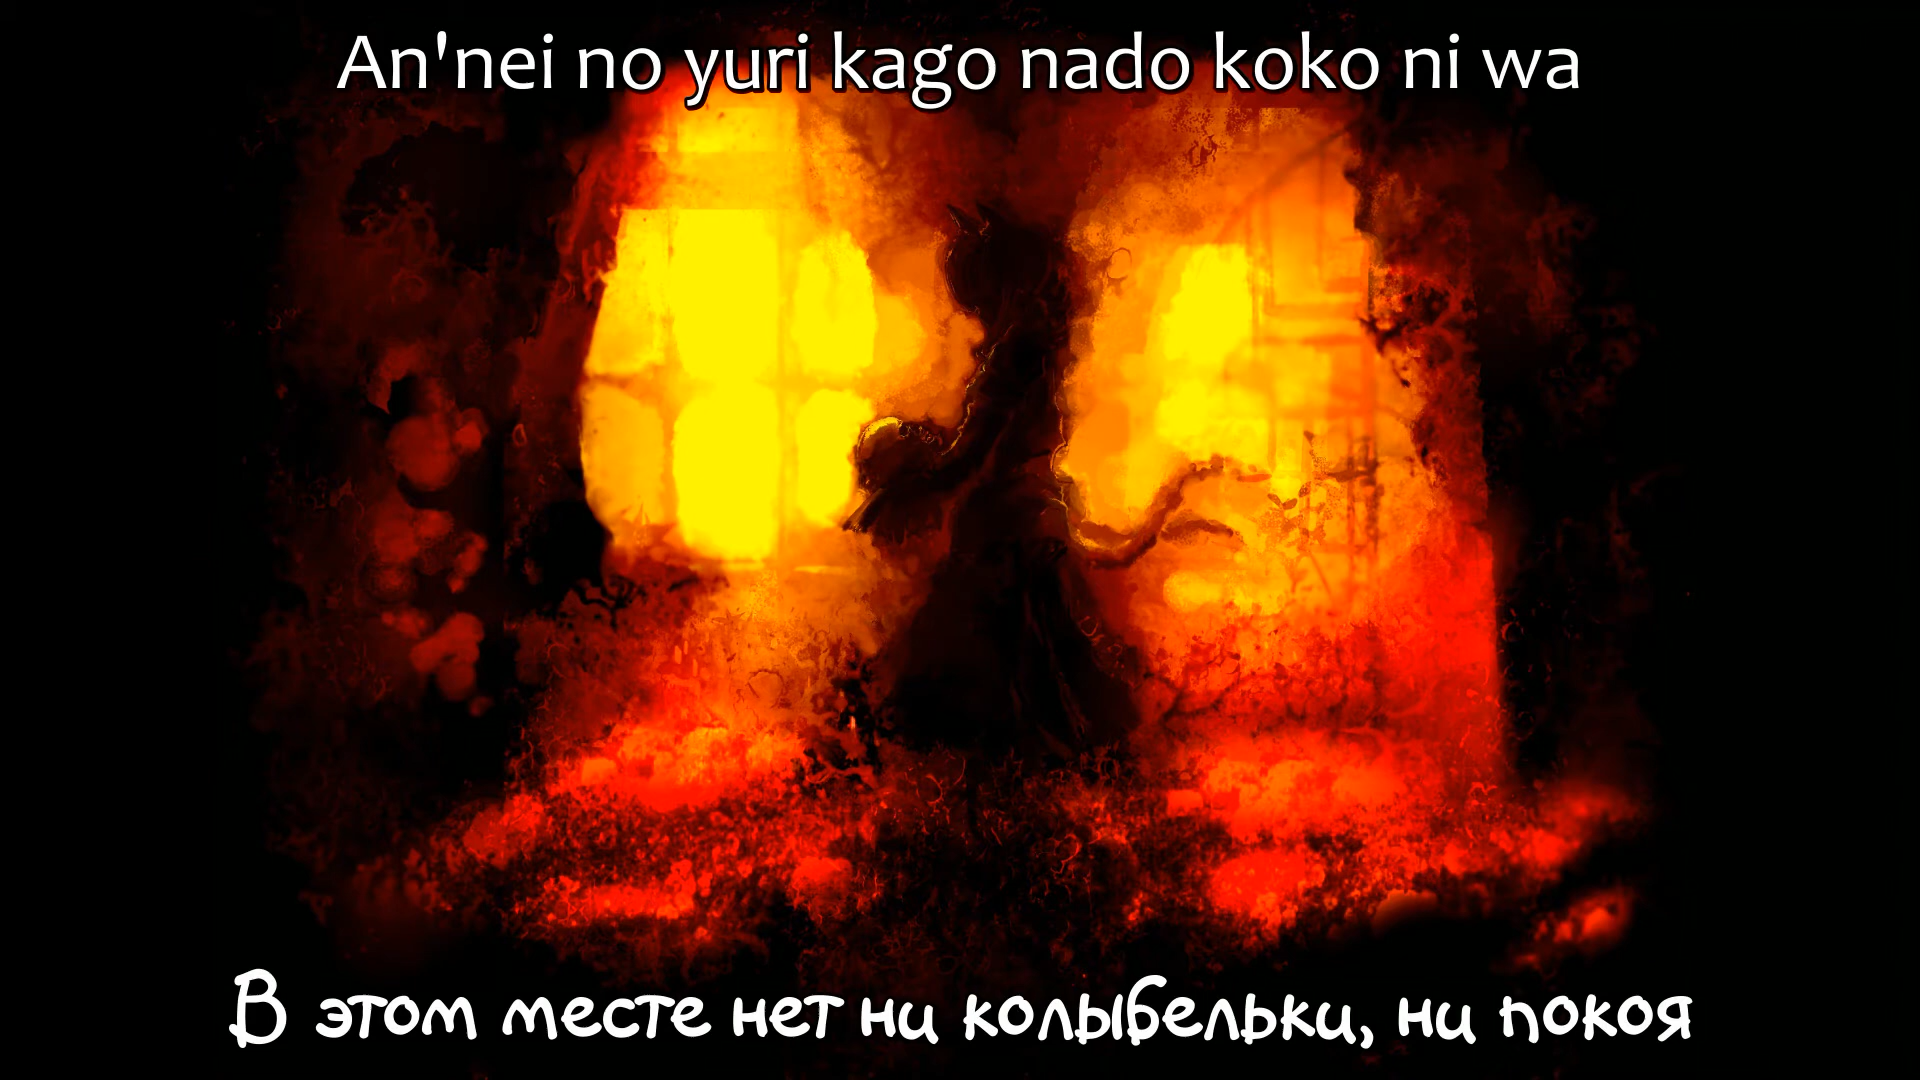 An'nei no yuri kago nado koko ni wa
В этом месте нет ни колыбельки, ни покоя